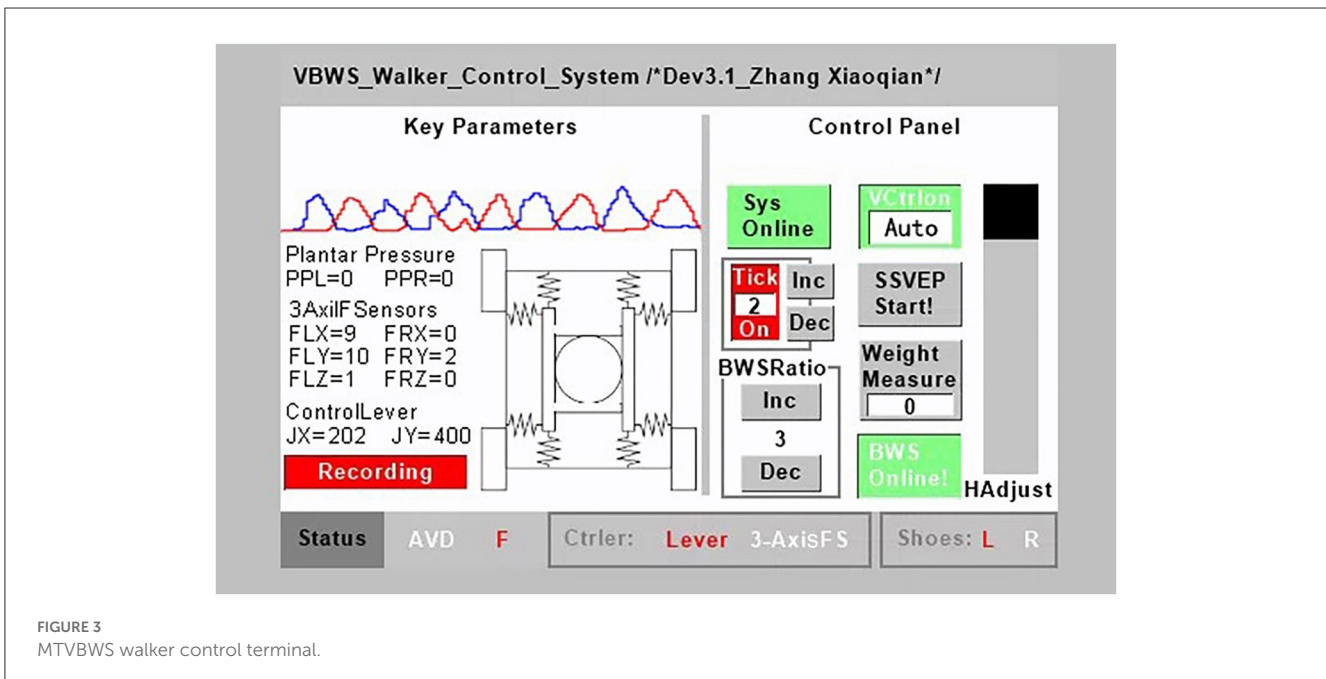 VBWS_Walker_Control_System /*Dev3.1_Zhang Xiaoqian*/
Key Parameters
Plantar Pressure
PPL=0 PPR=0
3AxilFSensors
FLX=9 FRX=0
FLY=10 FRY=2
FLZ=1 FRZ=0
ControlLever
JX=202 JY=400
Recording
Control Panel
Sys
Online
VCtrlon
Auto
Tick
2
On
Inc
Dec
SSVEP
Start!
BWSRatio
Inc
3
Dec
Weight
Measure
0
BWS
Online!
HAdjust
Status AVD F Ctrler: Lever 3-AxisFS Shoes: L R
FIGURE 3
MTVBWS walker control terminal.